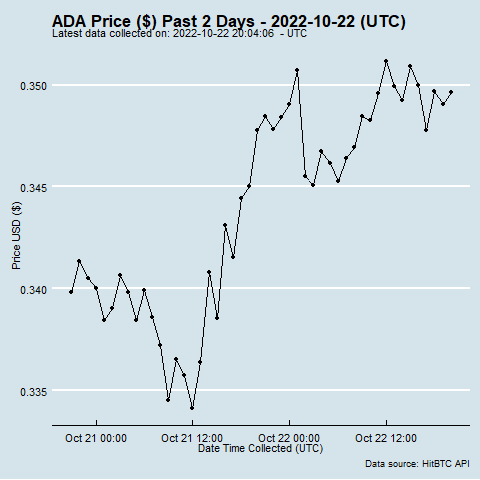 ADA Price ($) Past 2 Days - 2022-10-22 (UTC)
Latest data collected on: 2022-10-22 20:04:06 - UTC
0.350
0.345
0.340
0.335
Price USD ($)
Oct 21 00:00 Oct 21 12:00 Oct 22 00:00 Oct 22 12:00
Date Time Collected (UTC)
Data source: HitBTC API